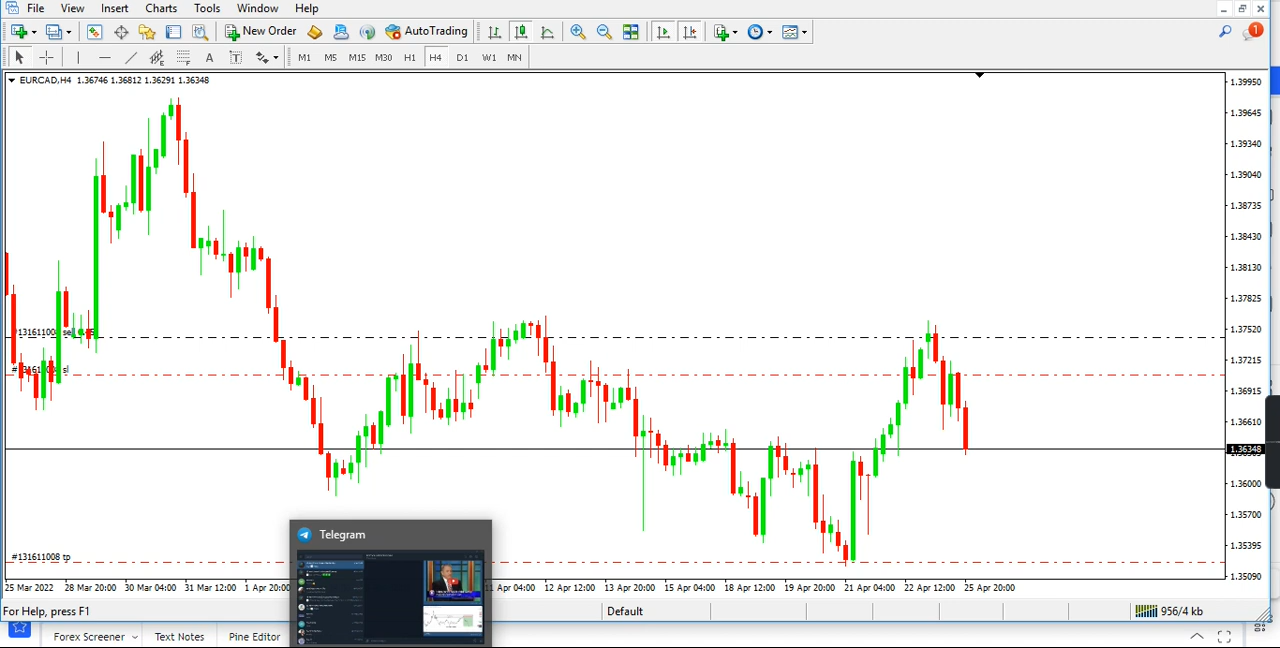 File View Insert Charts Tools Window Help
New Order AutoTrading 1
A T M1 M5 M15 M30 H1 H4 D1 W1 MN
EURCAD,H4 1.36746 1.36812 1.36291 1.36348
1.39950
1.39645
1.39340
1.39040
1.38735
1.38430
1.38130
1.37825
1.37520
1.37215
1.36915
1.36610
1.36348
1.36000
1.35700
1.35395
1.35090
#131611008 tp
Telegram
25 Mar 2022 28 Mar 20:00 30 Mar 04:00 31 Mar 12:00 1 Apr 20:00 Apr 04:00 12 Apr 12:00 13 Apr 20:00 15 Apr 04:00 18 Apr Apr 20:00 21 Apr 04:00 22 Apr 12:00 25 Apr 20:00
For Help, press F1 Default 956/4 kb
Forex Screener Text Notes Pine Editor